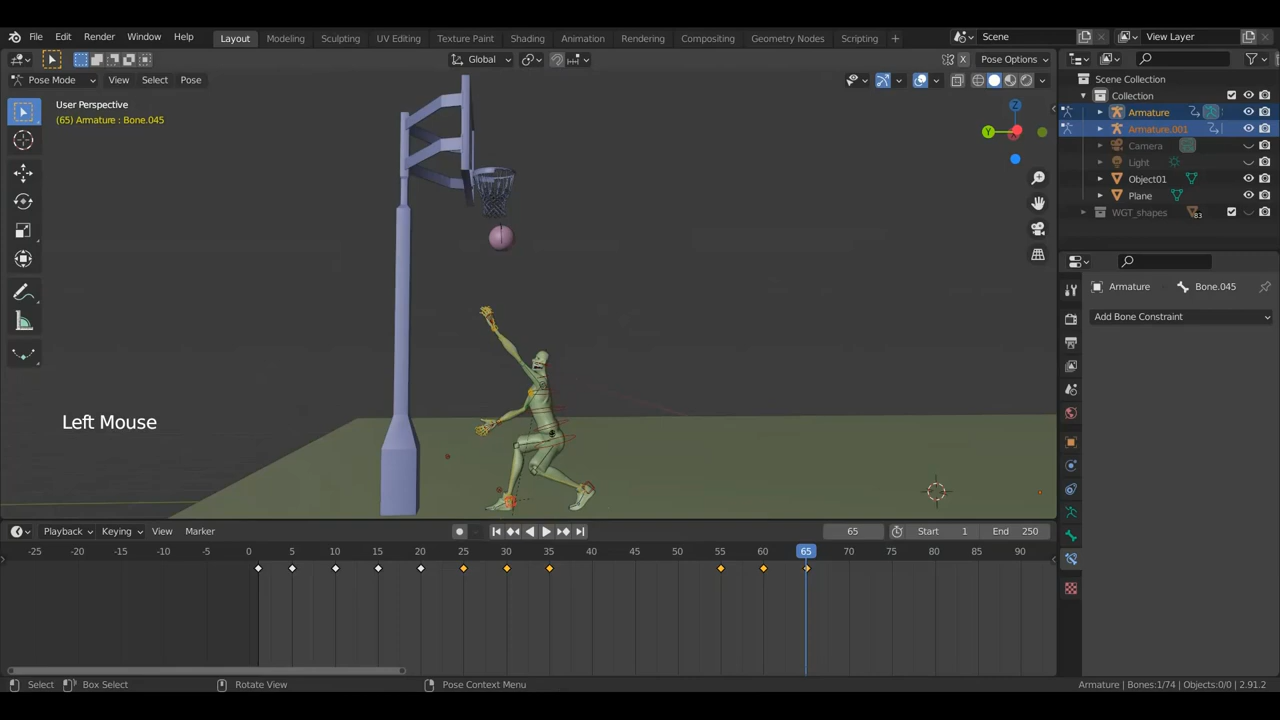 File Edit Render Window Help Layout Modeling Sculpting UV Editing Texture Paint Shading Animation Rendering Compositing Geometry Nodes Scripting Scene View Layer
Global Pose Options
Pose Mode View Select Pose
User Perspective
(65) Armature : Bone.045
Z
Y
Scene Collection
Collection
Armature
Armature.001
Camera
Light
Object01
Plane
WGT_shapes 83
Armature Bone.045
Add Bone Constraint
Left Mouse
Playback Keying View Marker 65 Start 1 End 250
-25 -20 -15 -10 -5 0 5 10 15 20 25 30 35 40 45 50 55 60 65 70 75 80 85 90
Select Box Select Rotate View Pose Context Menu Armature | Bones:1/74 | Objects:0/0 | 2.91.2